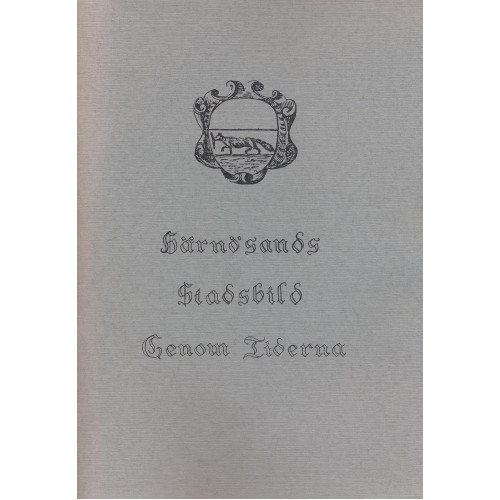 Härnösands
Stadsbild
Genom Tiderna